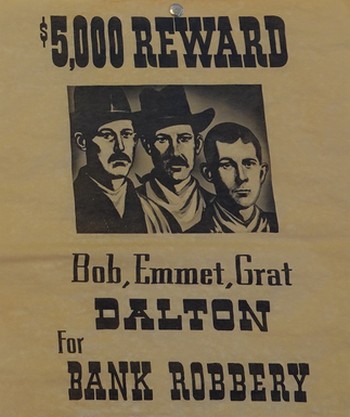 $5,000 REWARD
Bob, Emmet, Grat
DALTON
For
BANK ROBBERY